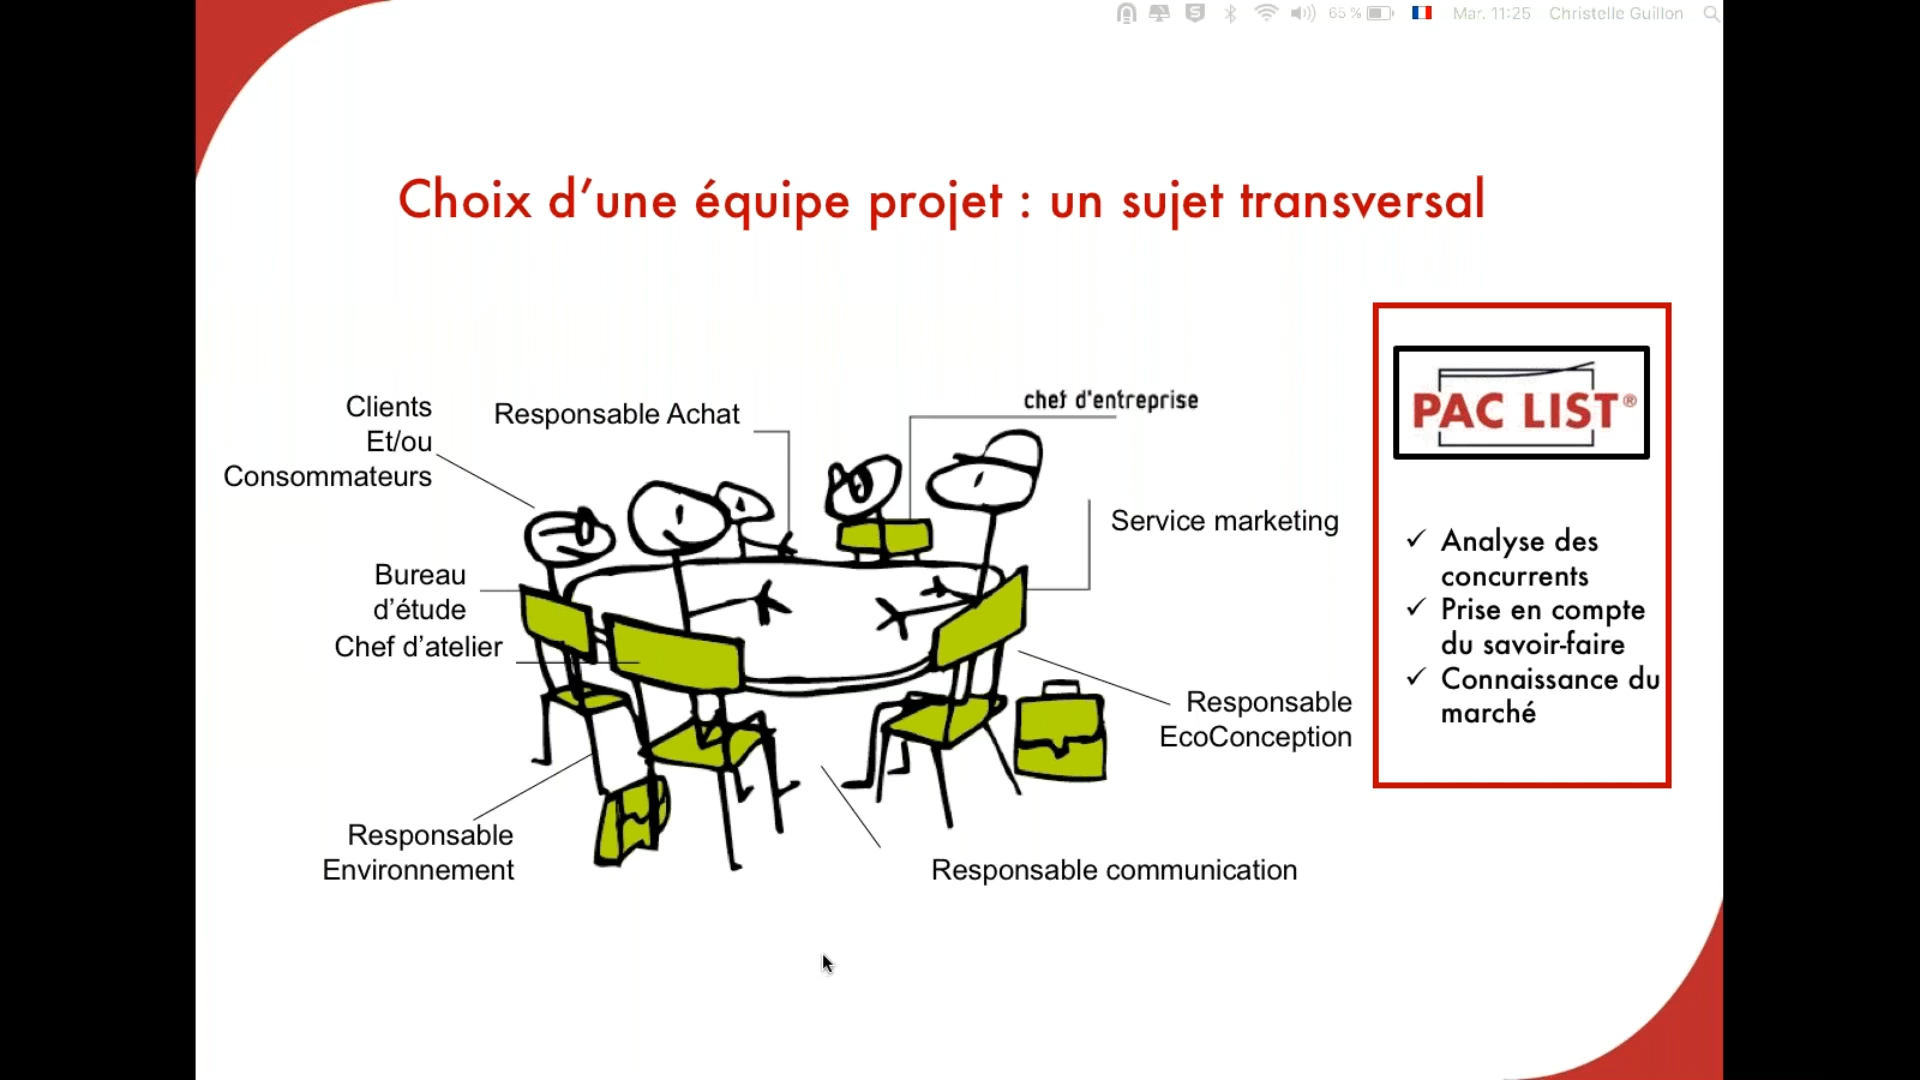 65 % Mar. 11:25 Christelle Guillon
Choix d’une équipe projet : un sujet transversal
Clients
Et/ou
Consommateurs
Responsable Achat
chef d'entreprise
Service marketing
Bureau
d’étude
Chef d’atelier
Responsable
EcoConception
Responsable
Environnement
Responsable communication
PAC LIST®
✓ Analyse des
concurrents
✓ Prise en compte
du savoir-faire
✓ Connaissance du
marché